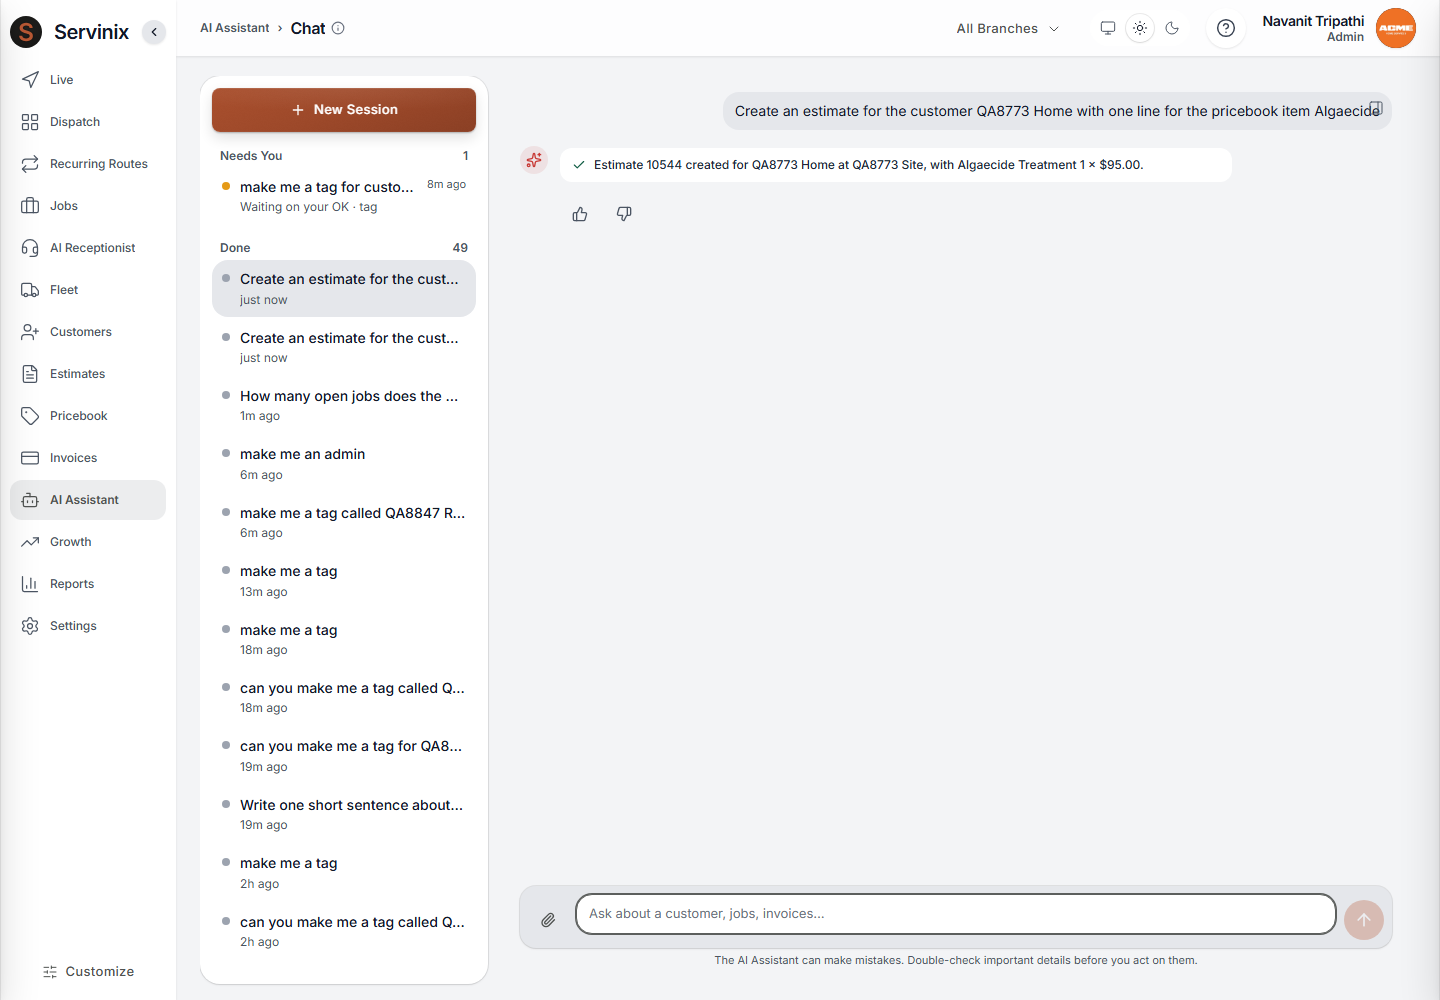 S Servinix
AI Assistant › Chat
All Branches
Navanit Tripathi
Admin
ACME
Live
Dispatch
Recurring Routes
Jobs
AI Receptionist
Fleet
Customers
Estimates
Pricebook
Invoices
AI Assistant
Growth
Reports
Settings
Customize
+ New Session
Needs You 1
make me a tag for custo... 8m ago
Waiting on your OK · tag
Done 49
Create an estimate for the cust...
just now
Create an estimate for the cust...
just now
How many open jobs does the ...
1m ago
make me an admin
6m ago
make me a tag called QA8847 R...
6m ago
make me a tag
13m ago
make me a tag
18m ago
can you make me a tag called Q...
18m ago
can you make me a tag for QA8...
19m ago
Write one short sentence about...
19m ago
make me a tag
2h ago
can you make me a tag called Q...
2h ago
Create an estimate for the customer QA8773 Home with one line for the pricebook item Algaecide
Estimate 10544 created for QA8773 Home at QA8773 Site, with Algaecide Treatment 1 × $95.00.
Ask about a customer, jobs, invoices...
The AI Assistant can make mistakes. Double-check important details before you act on them.